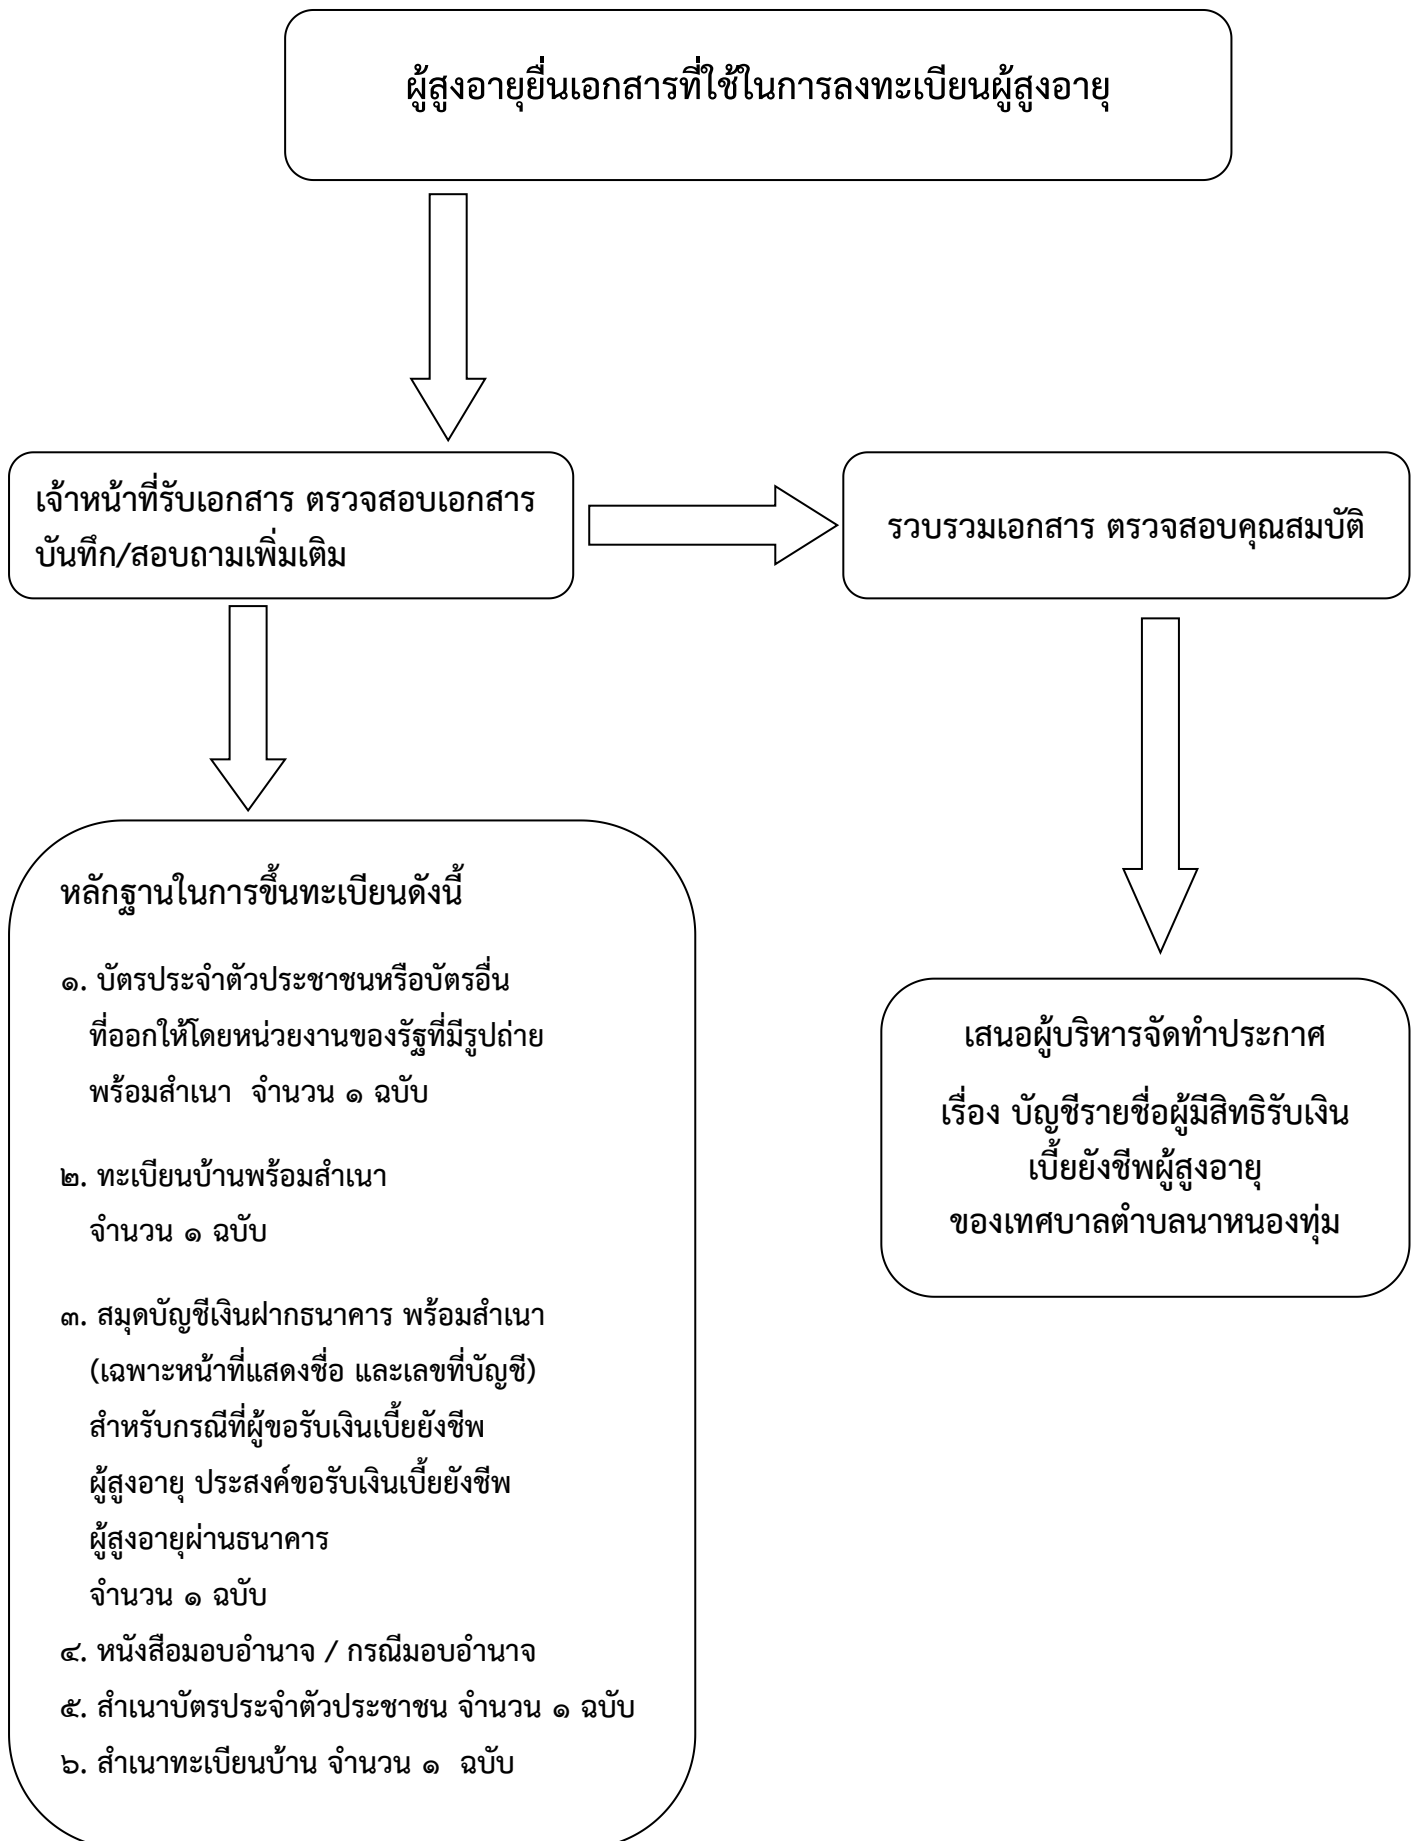 ผู้สูงอายุยื่นเอกสารที่ใช้ในการลงทะเบียนผู้สูงอายุ
เจ้าหน้าที่รับเอกสาร ตรวจสอบเอกสาร
บันทึก/สอบถามเพิ่มเติม
รวบรวมเอกสาร ตรวจสอบคุณสมบัติ
หลักฐานในการขึ้นทะเบียนดังนี้
๑. บัตรประจำตัวประชาชนหรือบัตรอื่น
ที่ออกให้โดยหน่วยงานของรัฐที่มีรูปถ่าย
พร้อมสำเนา จำนวน ๑ ฉบับ
๒. ทะเบียนบ้านพร้อมสำเนา
จำนวน ๑ ฉบับ
๓. สมุดบัญชีเงินฝากธนาคาร พร้อมสำเนา
(เฉพาะหน้าที่แสดงชื่อ และเลขที่บัญชี)
สำหรับกรณีที่ผู้ขอรับเงินเบี้ยยังชีพ
ผู้สูงอายุ ประสงค์ขอรับเงินเบี้ยยังชีพ
ผู้สูงอายุผ่านธนาคาร
จำนวน ๑ ฉบับ
๔. หนังสือมอบอำนาจ / กรณีมอบอำนาจ
๕. สำเนาบัตรประจำตัวประชาชน จำนวน ๑ ฉบับ
๖. สำเนาทะเบียนบ้าน จำนวน ๑ ฉบับ
เสนอผู้บริหารจัดทำประกาศ
เรื่อง บัญชีรายชื่อผู้มีสิทธิรับเงิน
เบี้ยยังชีพผู้สูงอายุ
ของเทศบาลตำบลนาหนองทุ่ม